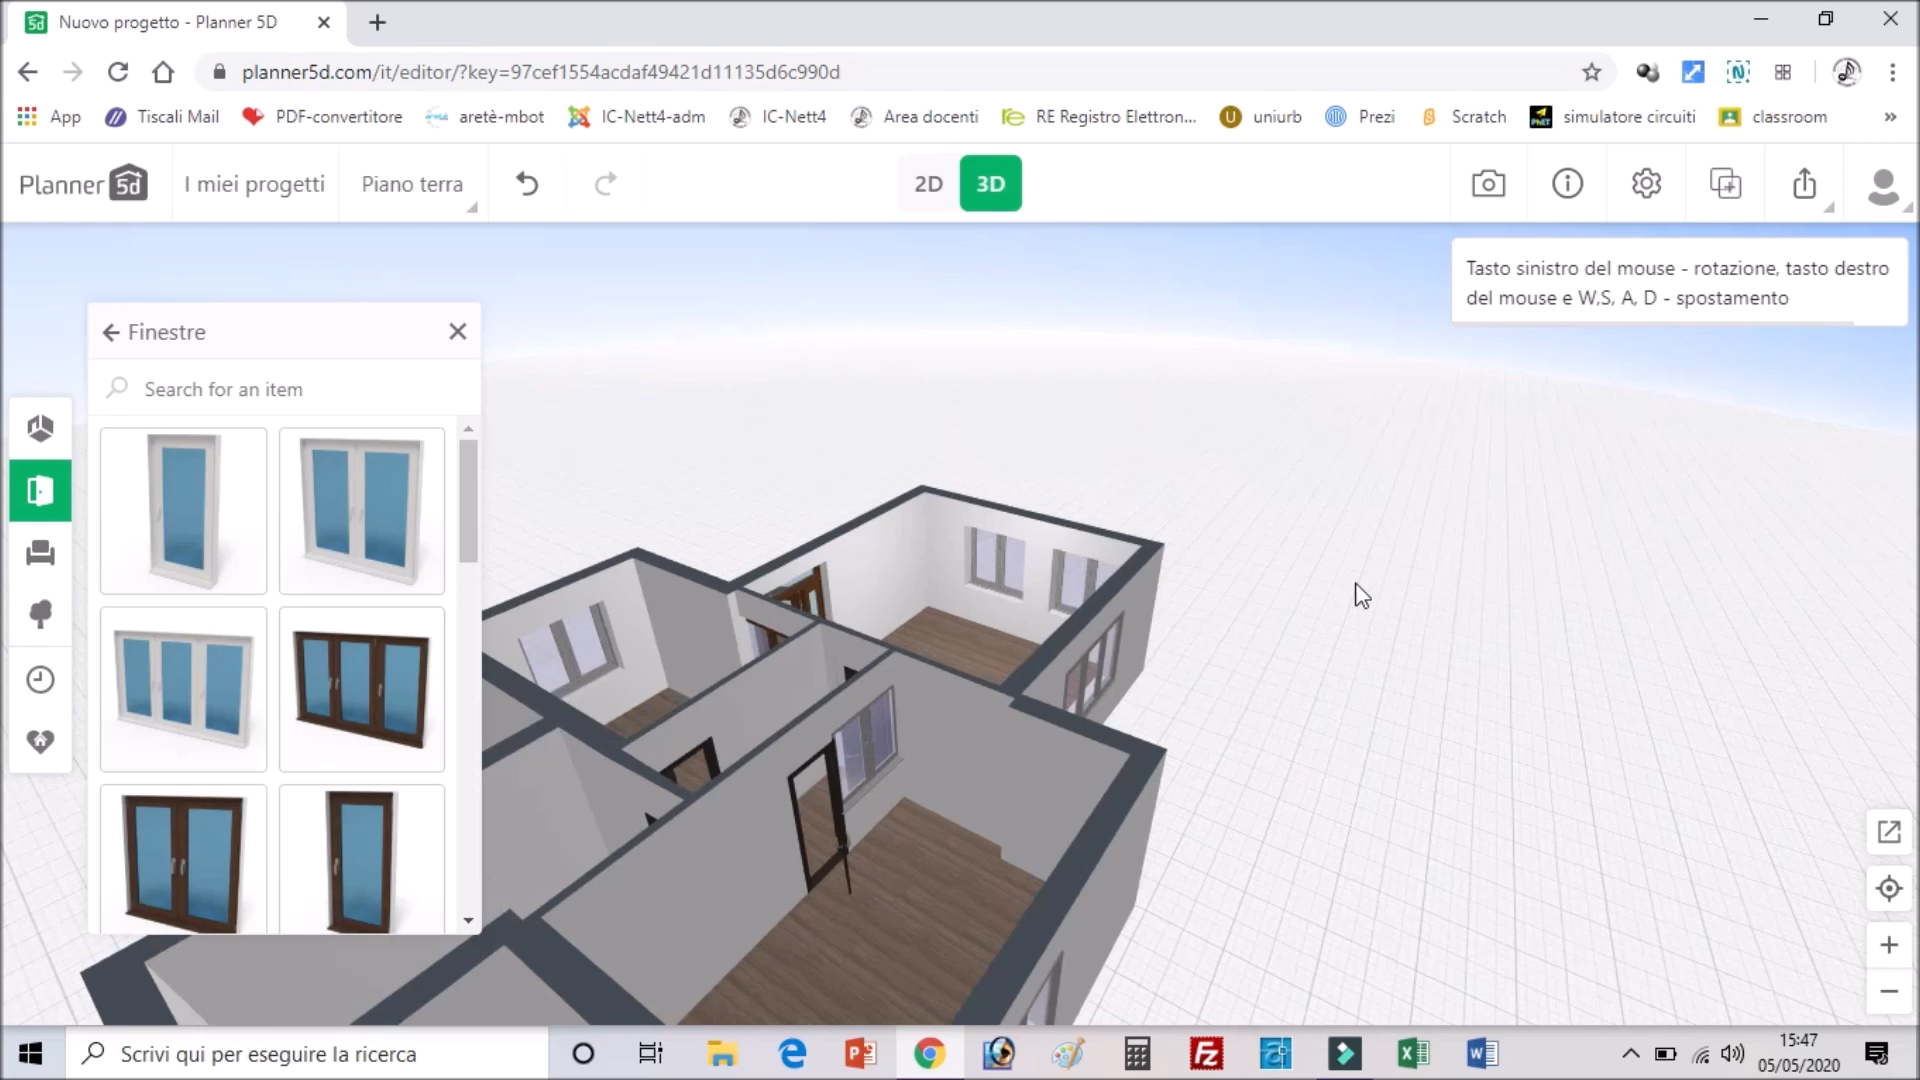 Nuovo progetto - Planner 5D
planner5d.com/it/editor/?key=97cef1554acdaf49421d11135d6c990d
App Tiscali Mail PDF-convertitore aretè-mbot IC-Nett4-adm IC-Nett4 Area docenti RE Registro Elettron... uniurb Prezi Scratch simulatore circuiti classroom »
Planner 5d I miei progetti Piano terra 2D 3D
Tasto sinistro del mouse - rotazione, tasto destro
del mouse e W,S, A, D - spostamento
Finestre
Search for an item
Scrivi qui per eseguire la ricerca
15:47
05/05/2020